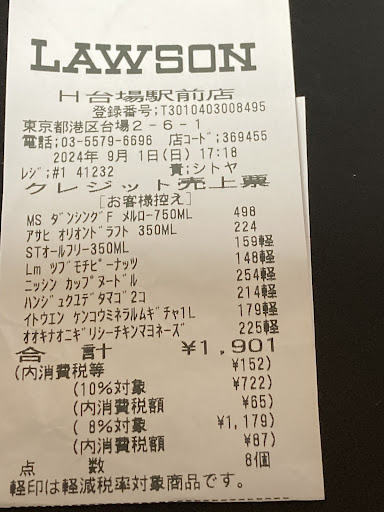 LAWSON
H台場駅前店
登録番号;T3010403008495
東京都港区台場2-6-1
電話;03-5579-6696 店コード;369455
2024年 9月 1日(日) 17:18
レジ;#1 41232 責;シトヤ
クレジット売上票
[お客様控え]
MS ダンシングF メルロー750ML 498
アサヒ オリオンドラフト 350ML 224
STオールフリー350ML 159軽
Lm ツブモチピーナッツ 148軽
ニッシン カップヌードル 254軽
ハンジュクユデタマゴ2コ 214軽
イトウエン ケンコウミネラルムギチャ1L 179軽
オオキナオニギリシーチキンマヨネーズ 225軽
合 計 ¥1,901
(内消費税等 ¥152)
(10%対象 ¥722)
(内消費税額 ¥65)
( 8%対象 ¥1,179)
(内消費税額 ¥87)
点 数 8個
軽印は軽減税率対象商品です。